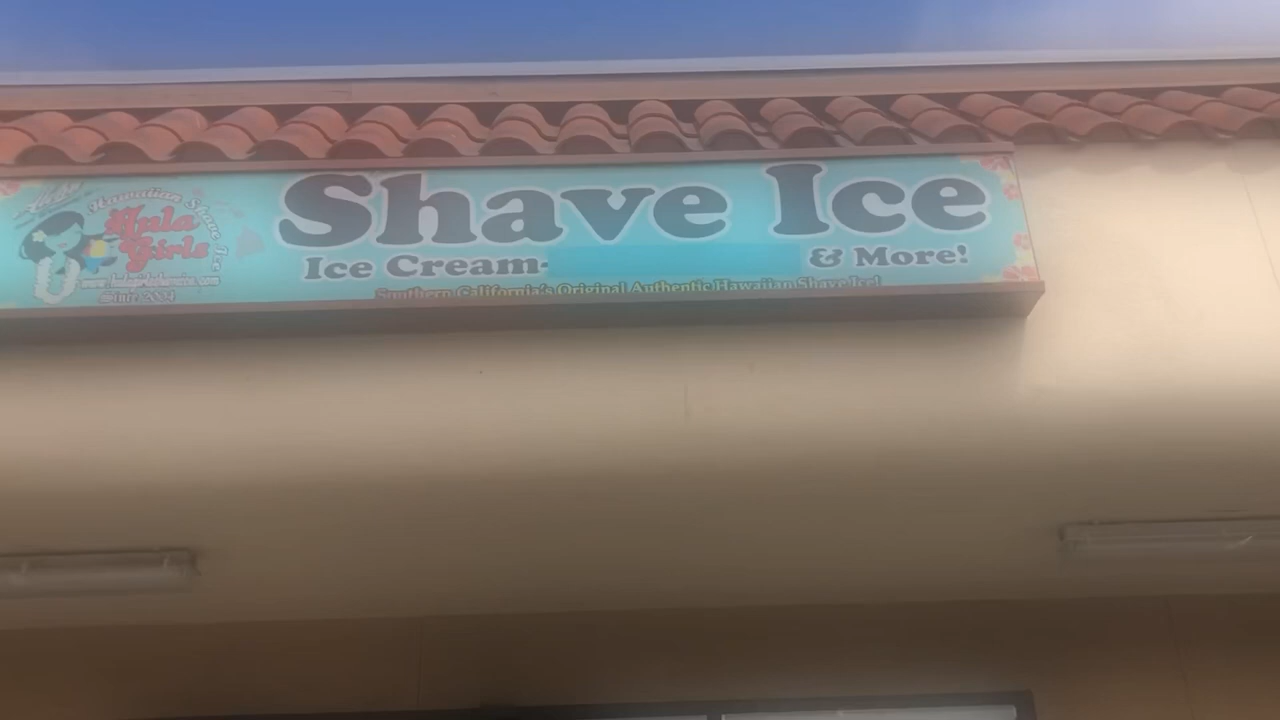 Hawaiian Shave Ice
Hula
Girls
Since 2004
Shave Ice
Ice Cream-
& More!
Southern California's Original Authentic Hawaiian Shave Ice!